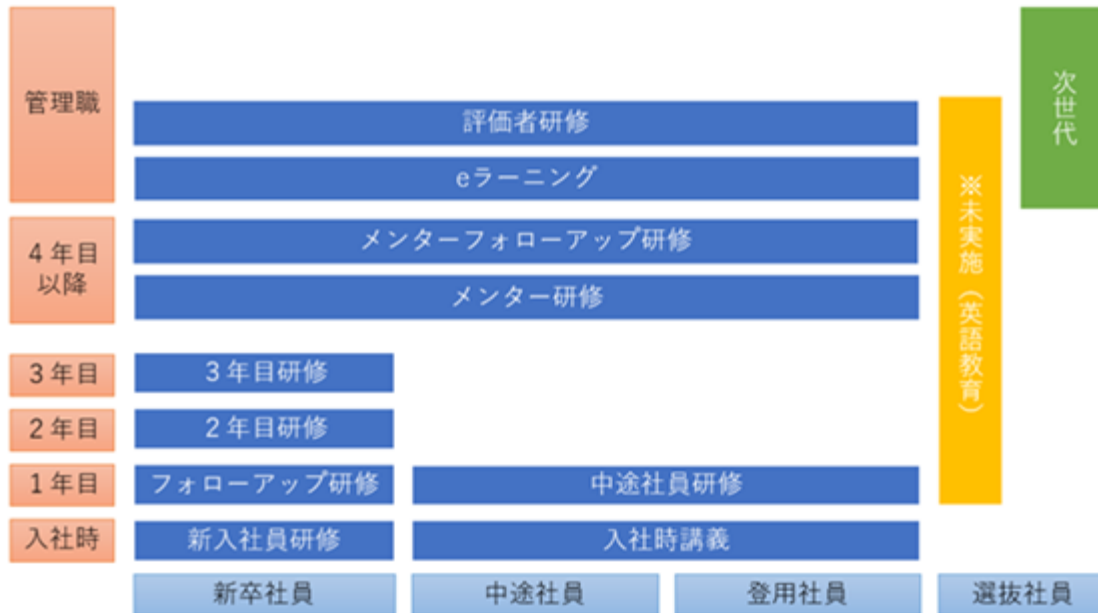 管理職
次世代
評価者研修
eラーニング
※未実施（英語教育）
4年目
以降
メンターフォローアップ研修
メンター研修
3年目
3年目研修
2年目
2年目研修
1年目
フォローアップ研修
中途社員研修
入社時
新入社員研修
入社時講義
新卒社員
中途社員
登用社員
選抜社員